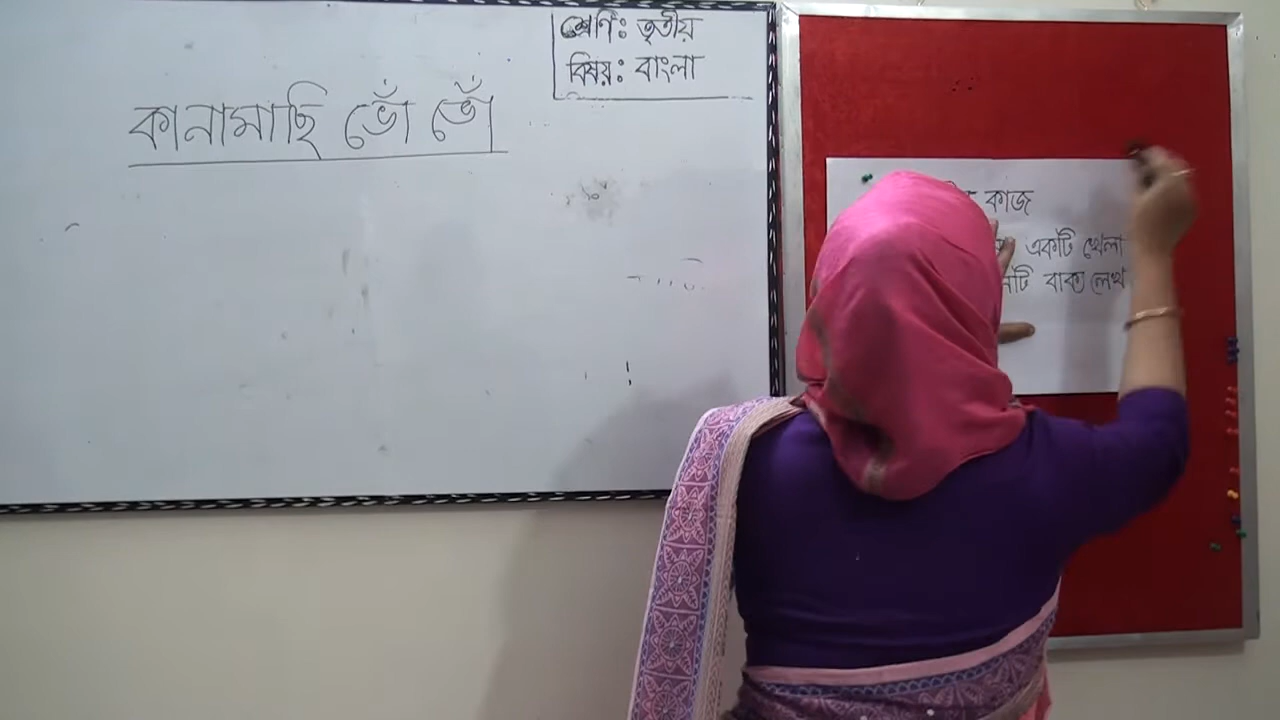 শ্রেণি: তৃতীয়
বিষয়: বাংলা
কানামাছি ভোঁ ভোঁ
কাজ
একটি খেলা
বাক্য লেখ